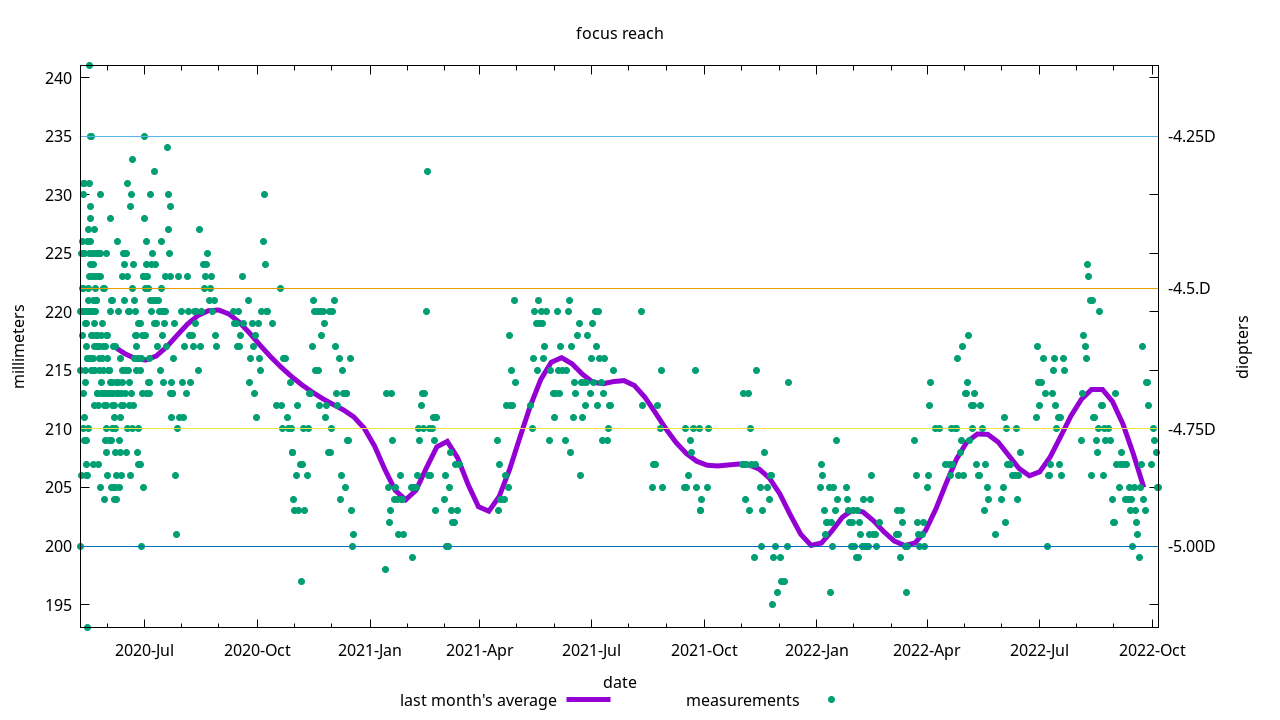 focus reach
240
235
230
225
220
215
210
205
200
195
millimeters
-4.25D
-4.5.D
-4.75D
-5.00D
diopters
2020-Jul 2020-Oct 2021-Jan 2021-Apr 2021-Jul 2021-Oct 2022-Jan 2022-Apr 2022-Jul 2022-Oct
date
last month's average measurements